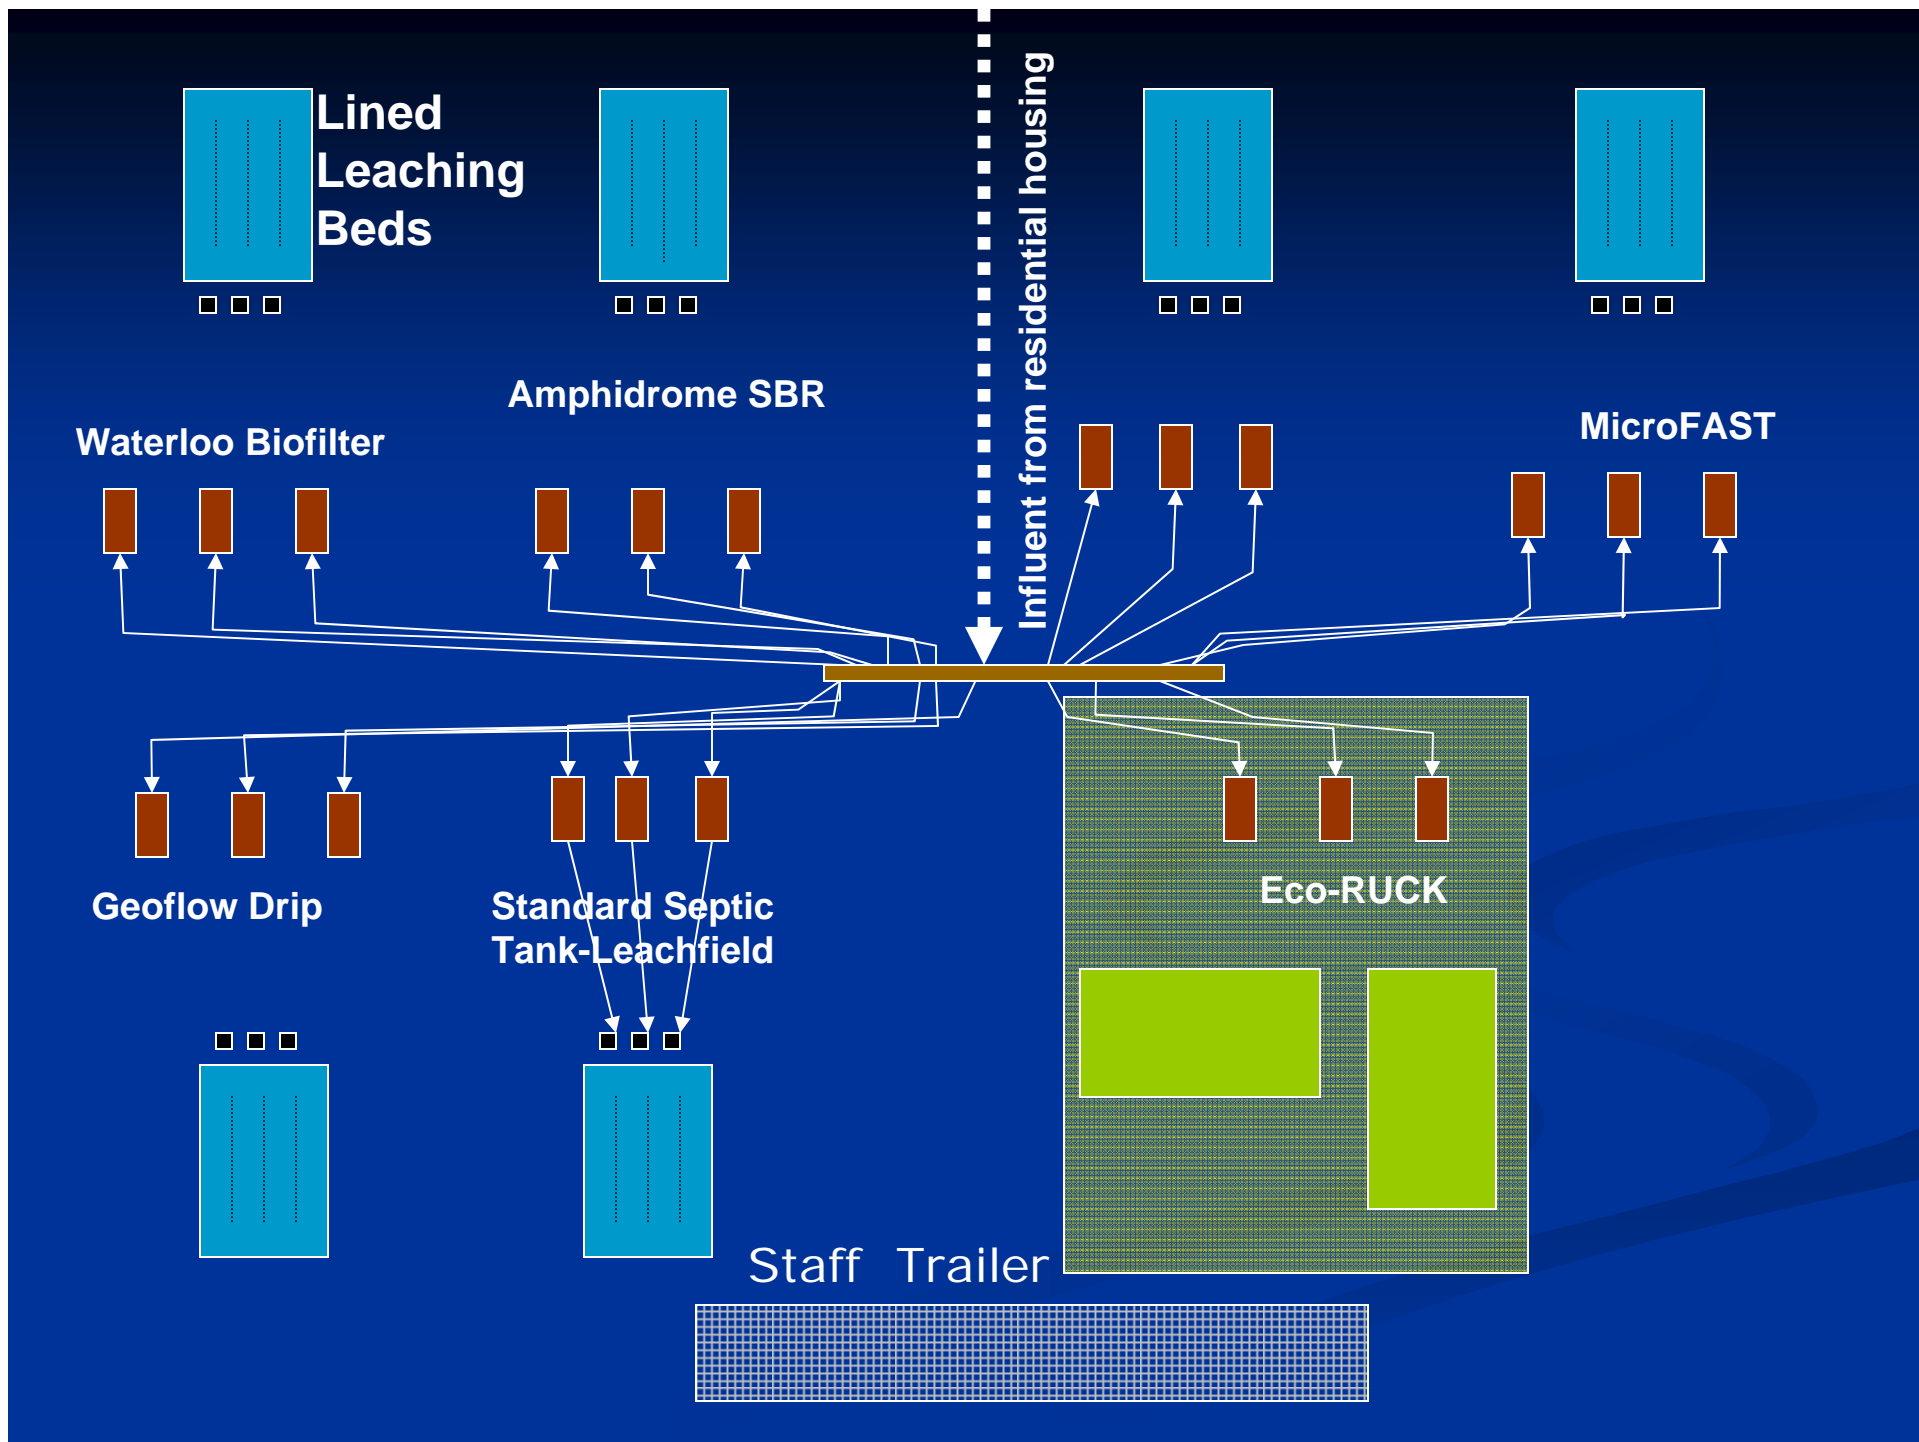 Lined
Leaching
Beds
Influent from residential housing
Amphidrome SBR
MicroFAST
Waterloo Biofilter
Geoflow Drip
Standard Septic
Tank-Leachfield
Eco-RUCK
Staff Trailer